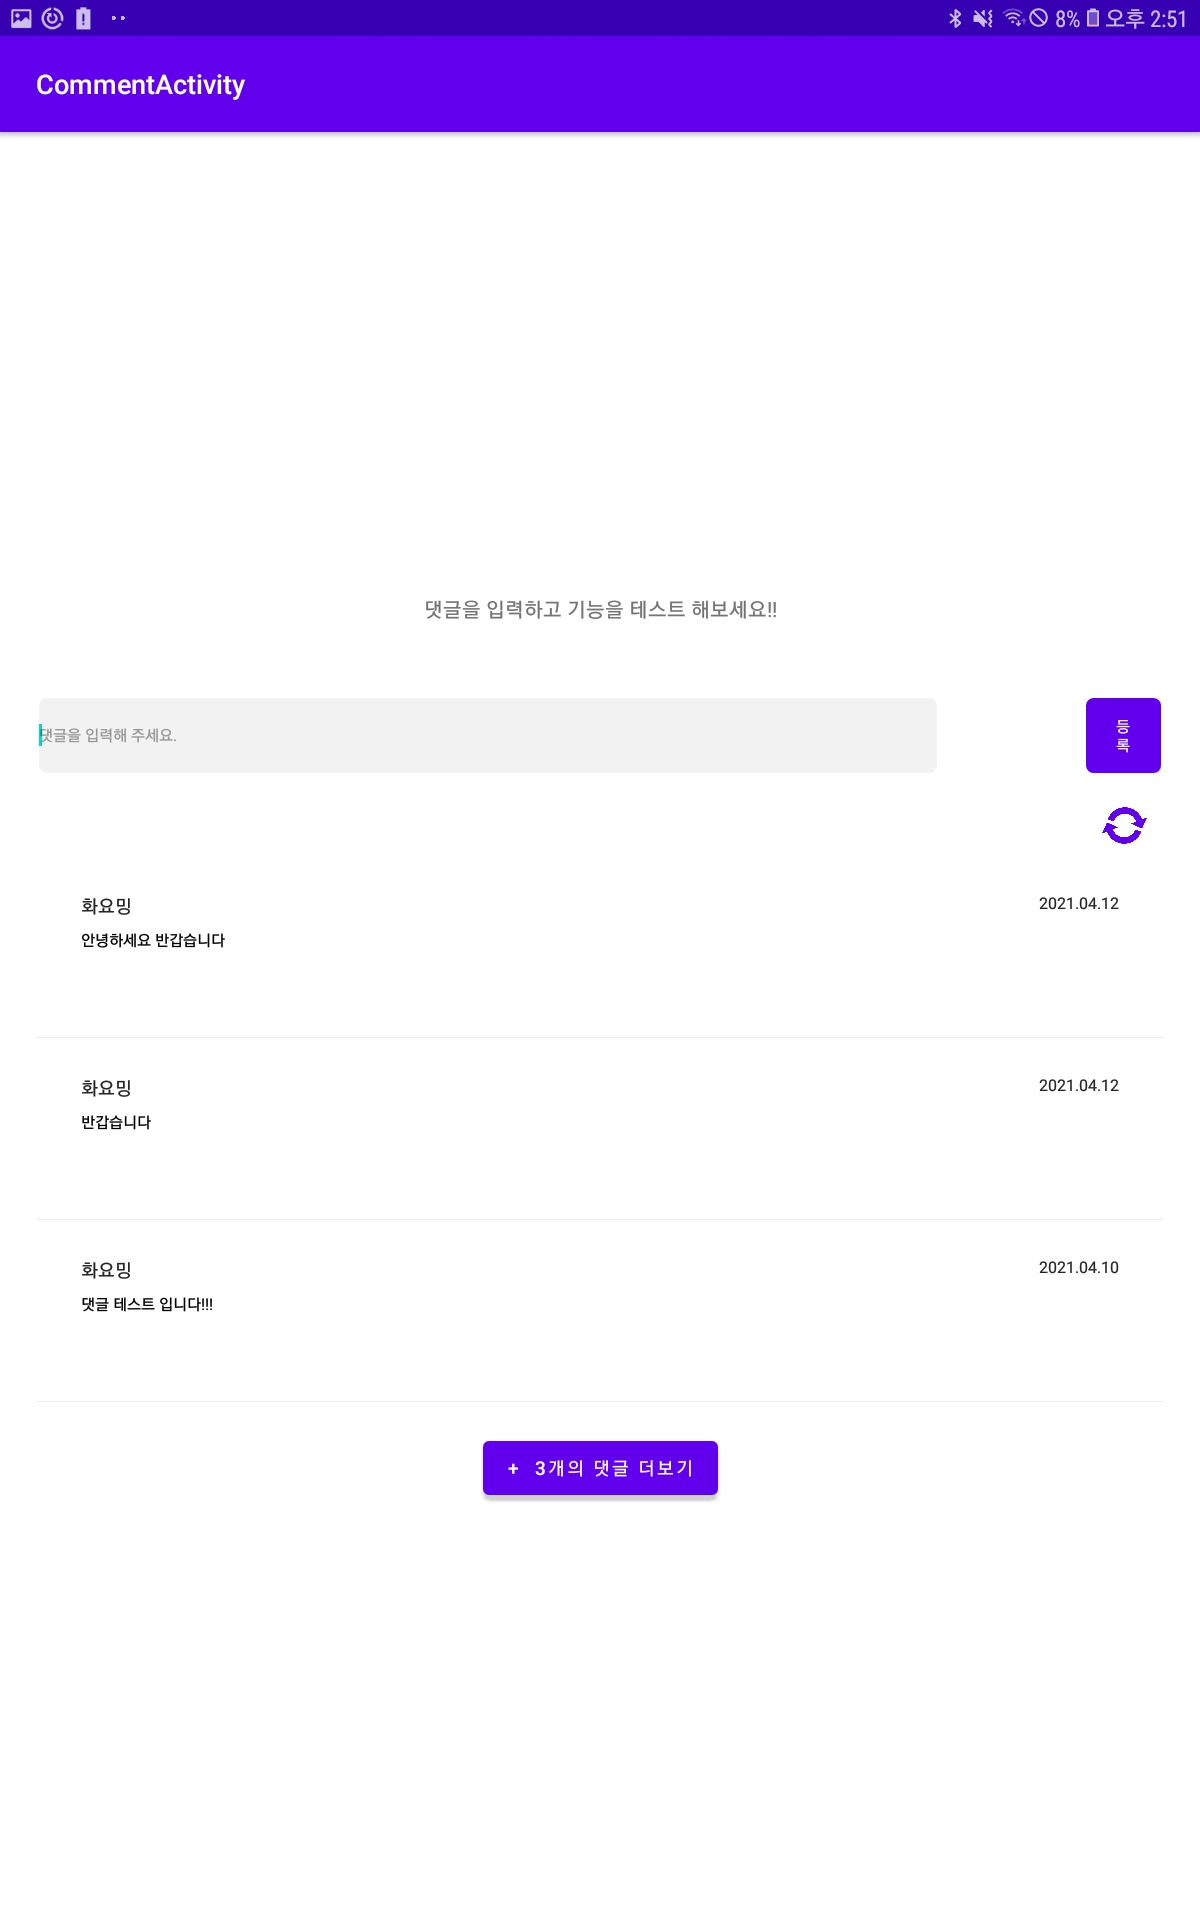 8% 오후 2:51
CommentActivity
댓글을 입력하고 기능을 테스트 해보세요!!
댓글을 입력해 주세요.
등
록
화요밍
2021.04.12
안녕하세요 반갑습니다
화요밍
2021.04.12
반갑습니다
화요밍
2021.04.10
댓글 테스트 입니다!!!
+ 3개의 댓글 더보기